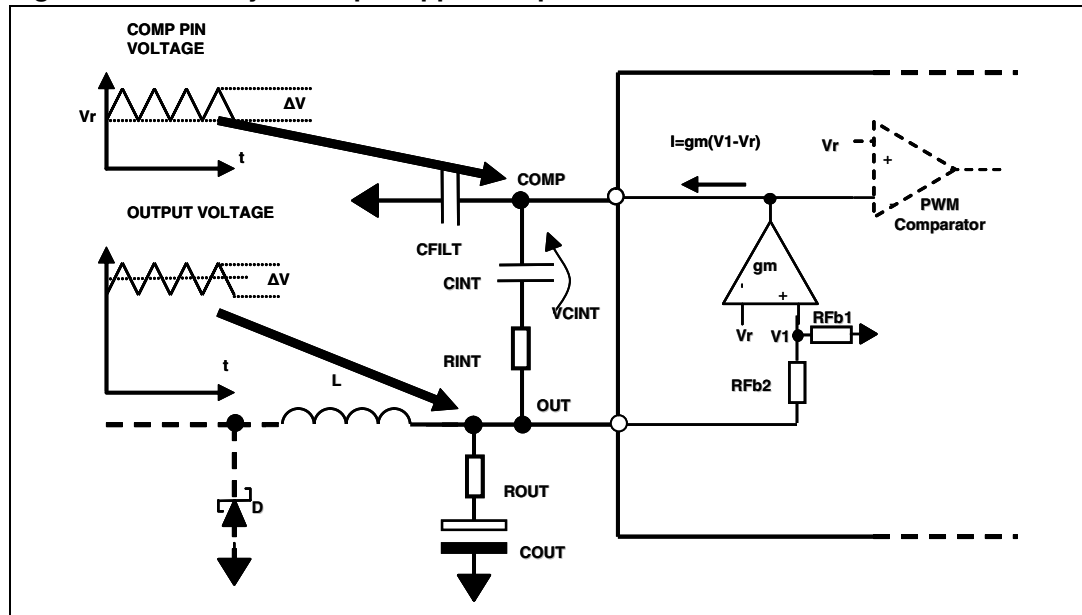 COMP PIN
VOLTAGE
ΔV
Vr
t
I=gm(V1-Vr)
Vr
+
COMP
PWM
Comparator
OUTPUT VOLTAGE
CFILT
gm
ΔV
CINT
VCINT
- +
Vr
V1
RFb1
t
RINT
L
RFb2
OUT
ROUT
D
COUT